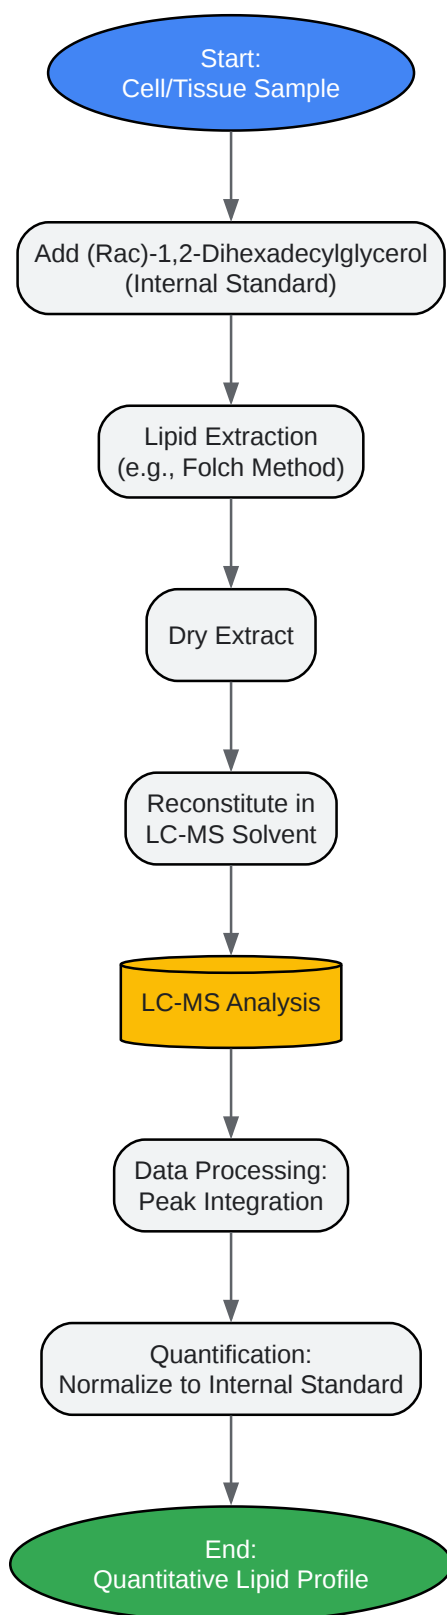 Start:
Cell/Tissue Sample
Add (Rac)-1,2-Dihexadecylglycerol
(Internal Standard)
Lipid Extraction
(e.g., Folch Method)
Dry Extract
Reconstitute in
LC-MS Solvent
LC-MS Analysis
Data Processing:
Peak Integration
Quantification:
Normalize to Internal Standard
End:
Quantitative Lipid Profile